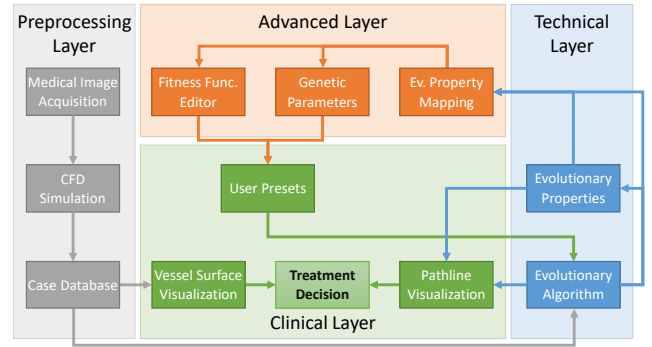 Preprocessing
Layer
Advanced Layer
Technical
Layer
Medical Image
Acquisition
Fitness Func.
Editor
Genetic
Parameters
Ev. Property
Mapping
CFD
Simulation
User Presets
Evolutionary
Properties
Case Database
Vessel Surface
Visualization
Treatment
Decision
Pathline
Visualization
Evolutionary
Algorithm
Clinical Layer